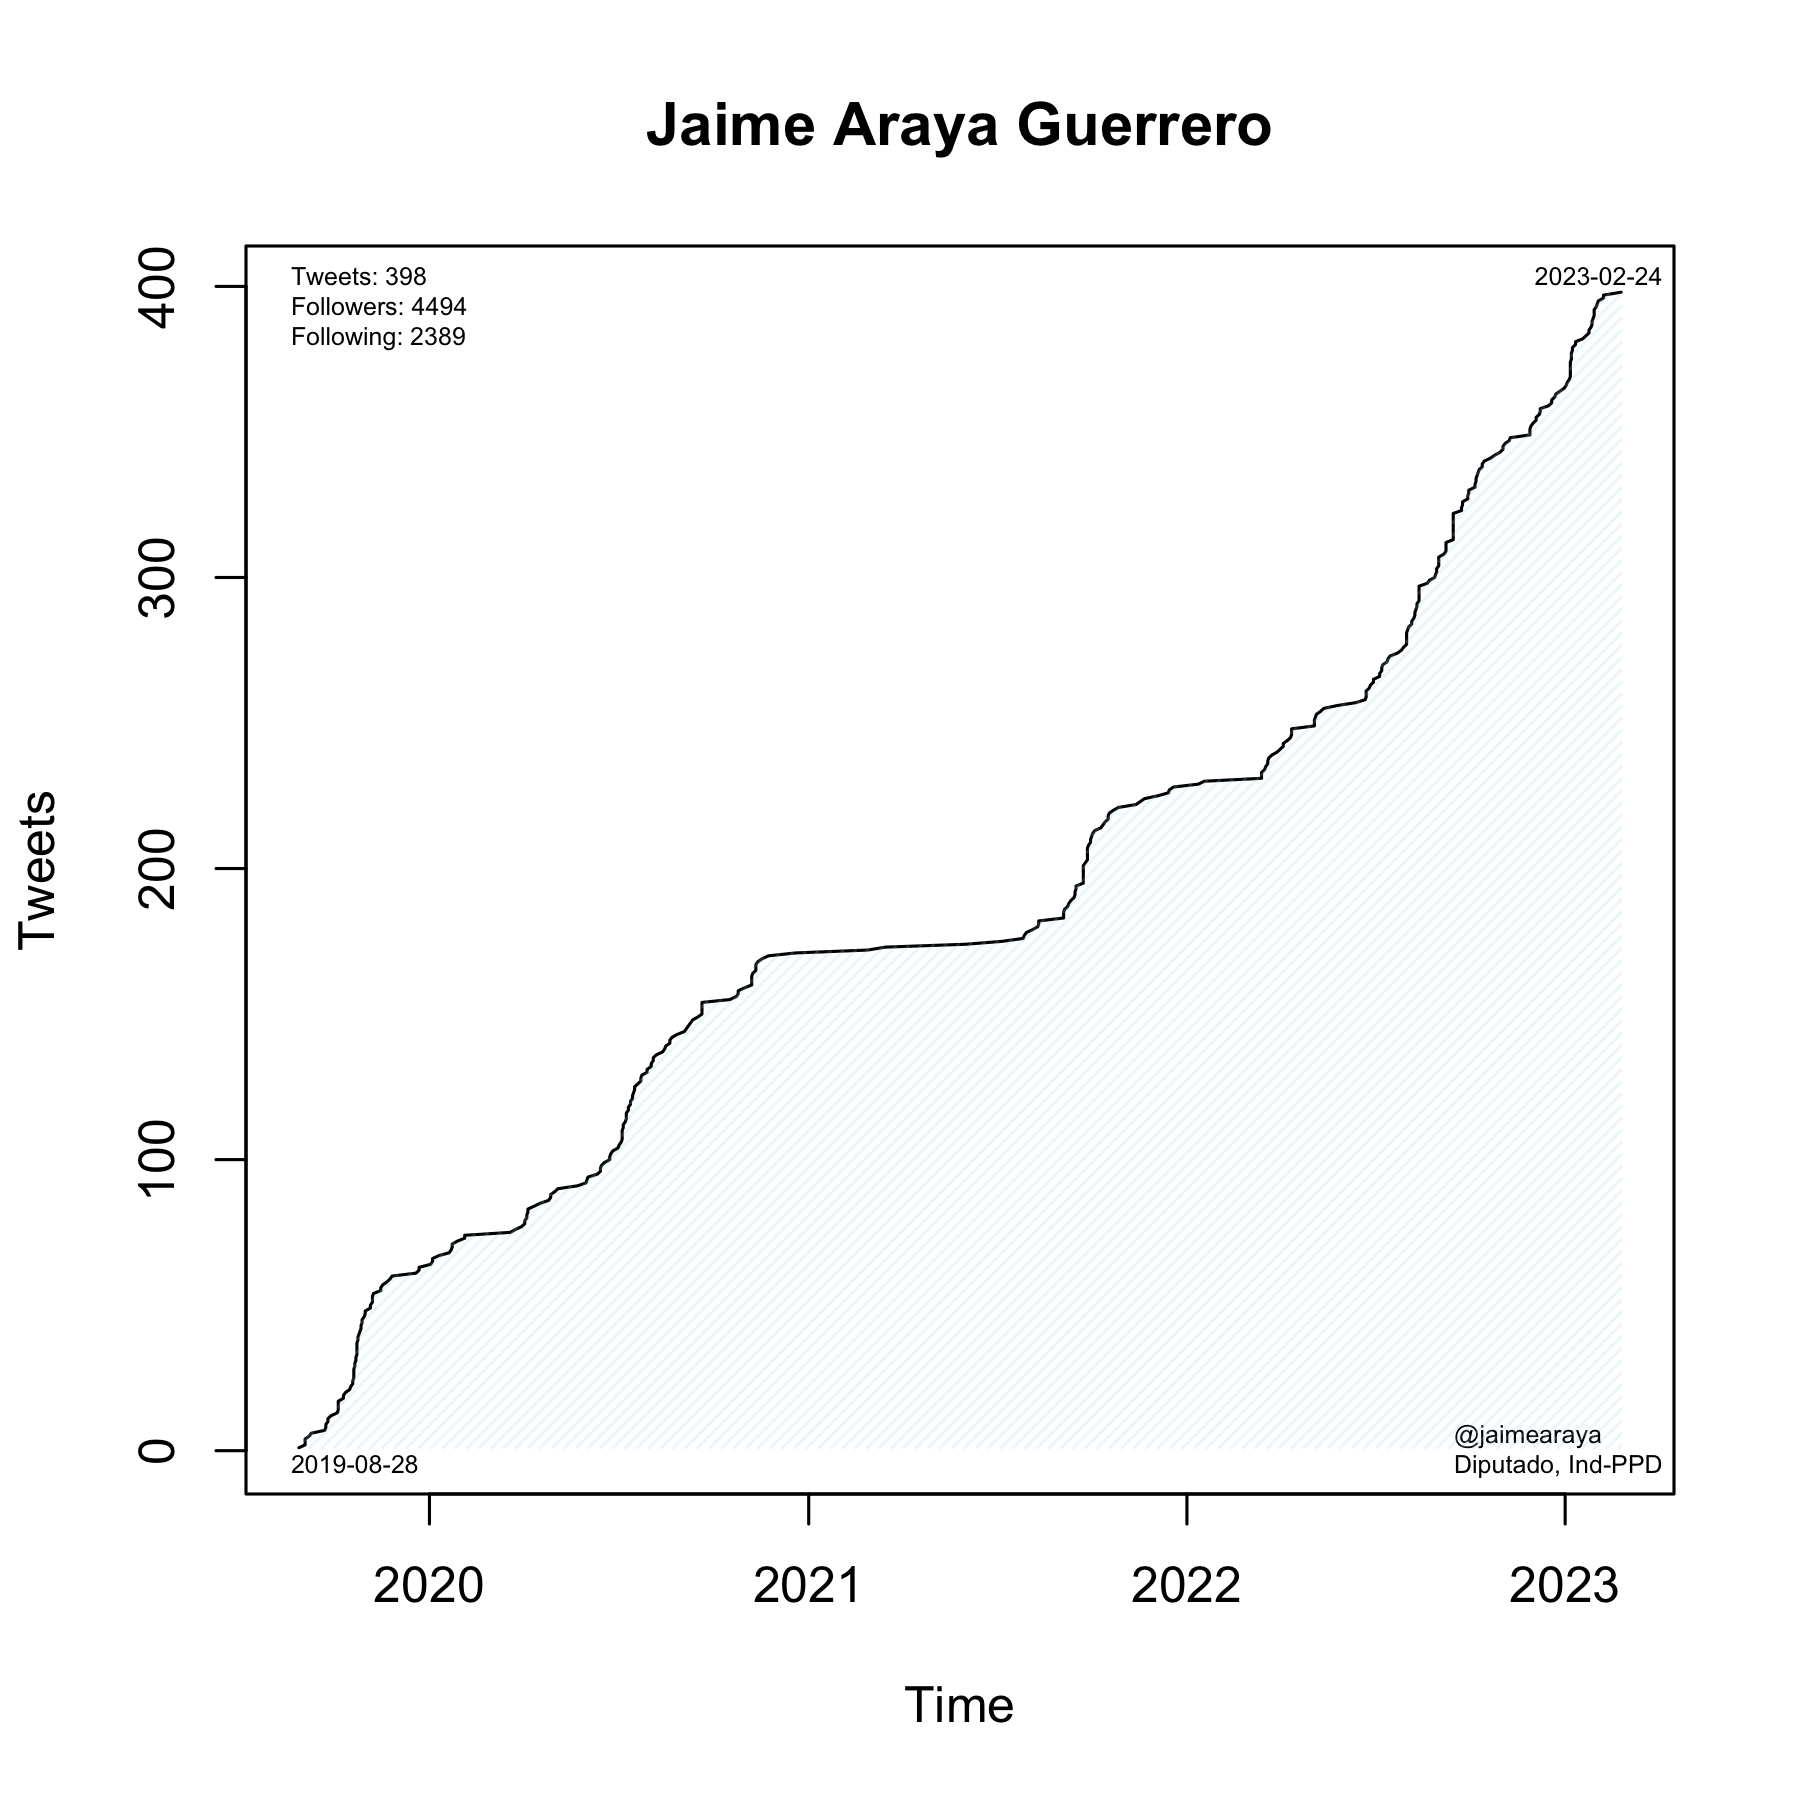 Jaime Araya Guerrero
Tweets: 398
Followers: 4494
Following: 2389
2023-02-24
400
300
200
100
0
Tweets
@jaimearaya
Diputado, Ind-PPD
2019-08-28
2020
2021
2022
2023
Time